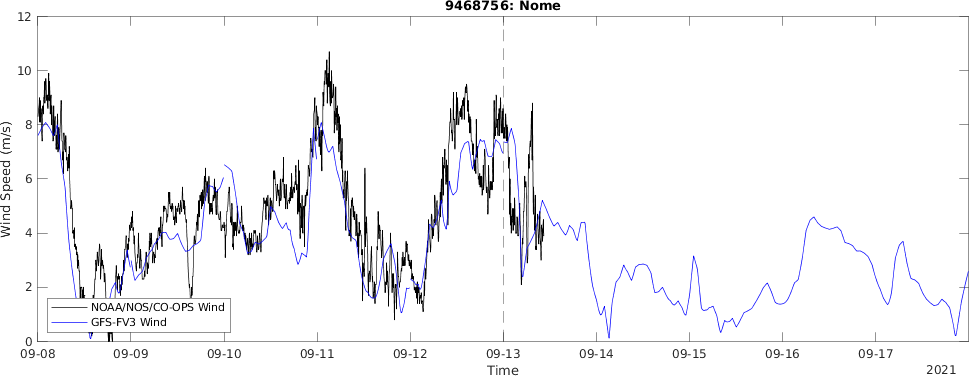 9468756: Nome
Wind Speed (m/s)
12
10
8
6
4
2
0
NOAA/NOS/CO-OPS Wind
GFS-FV3 Wind
09-08 09-09 09-10 09-11 09-12 09-13 09-14 09-15 09-16 09-17
Time
2021